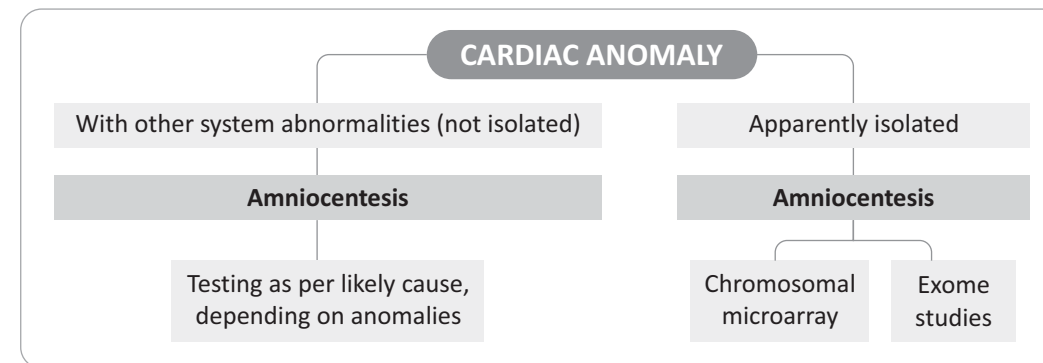 CARDIAC ANOMALY
With other system abnormalities (not isolated)
Amniocentesis
Testing as per likely cause,
depending on anomalies
Apparently isolated
Amniocentesis
Chromosomal
microarray
Exome
studies